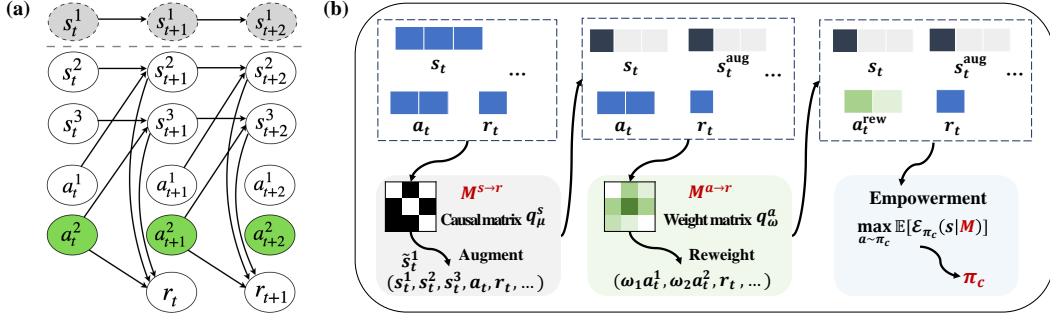 (a)
s_t^1 s_{t+1}^1 s_{t+2}^1
s_t^2 s_{t+1}^2 s_{t+2}^2
s_t^3 s_{t+1}^3 s_{t+2}^3
a_t^1 a_{t+1}^1 a_{t+2}^1
a_t^2 a_{t+1}^2 a_{t+2}^2
r_t r_{t+1}
(b)
s_t ...
a_t r_t
M^{s→r}
Causal matrix q_μ^s
Augment
s̃_t^1
(s_t^1, s_t^2, s_t^3, a_t, r_t, ...)
s_t s_t^{aug} ...
a_t r_t
M^{a→r}
Weight matrix q_ω^a
Reweight
(ω_1 a_t^1, ω_2 a_t^2, r_t, ...)
s_t s_t^{aug} ...
a_t^{rew} r_t
Empowerment
max_{a∼π_c} 𝔼[ℰ_{π_c}(s|M)]
π_c